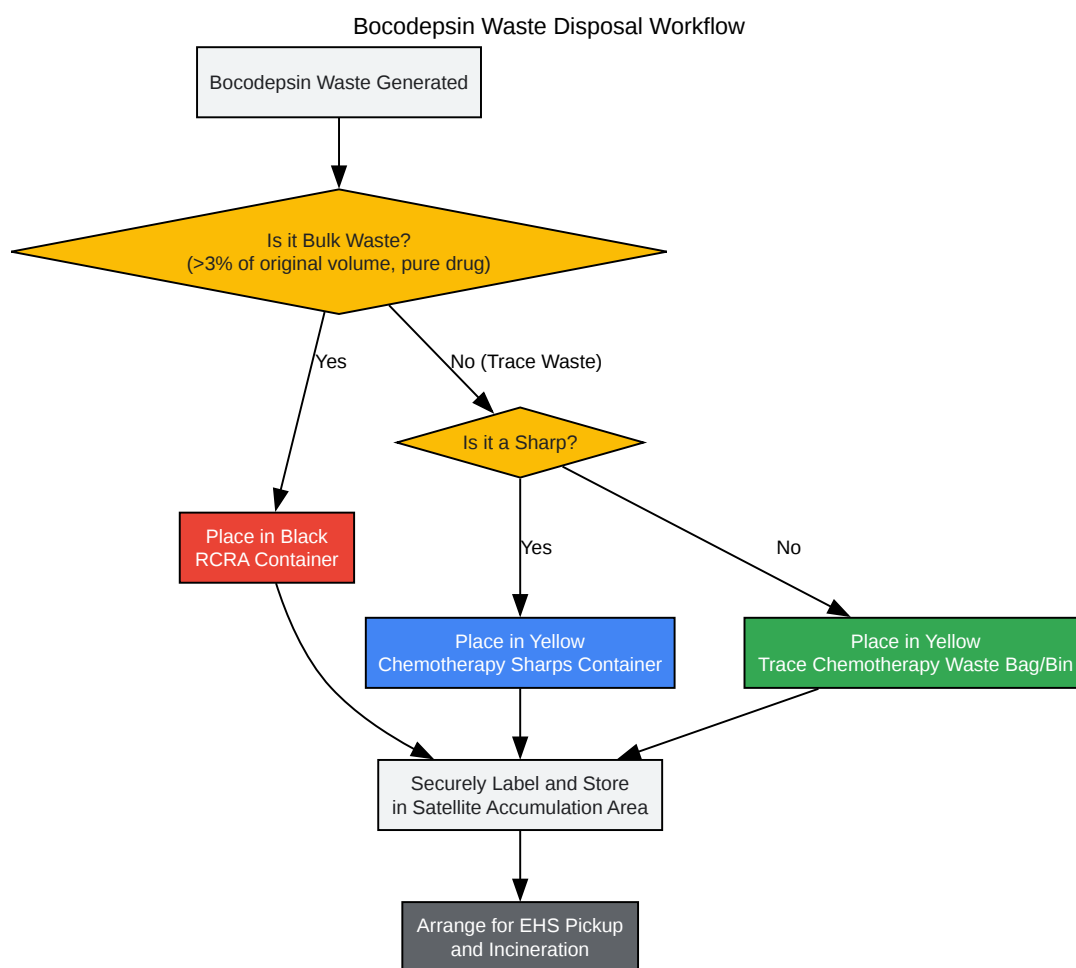 Bocodepsin Waste Disposal Workflow
Bocodepsin Waste Generated
Is it Bulk Waste?
(>3% of original volume, pure drug)
Yes
No (Trace Waste)
Is it a Sharp?
Place in Black
RCRA Container
Yes
No
Place in Yellow
Chemotherapy Sharps Container
Place in Yellow
Trace Chemotherapy Waste Bag/Bin
Securely Label and Store
in Satellite Accumulation Area
Arrange for EHS Pickup
and Incineration